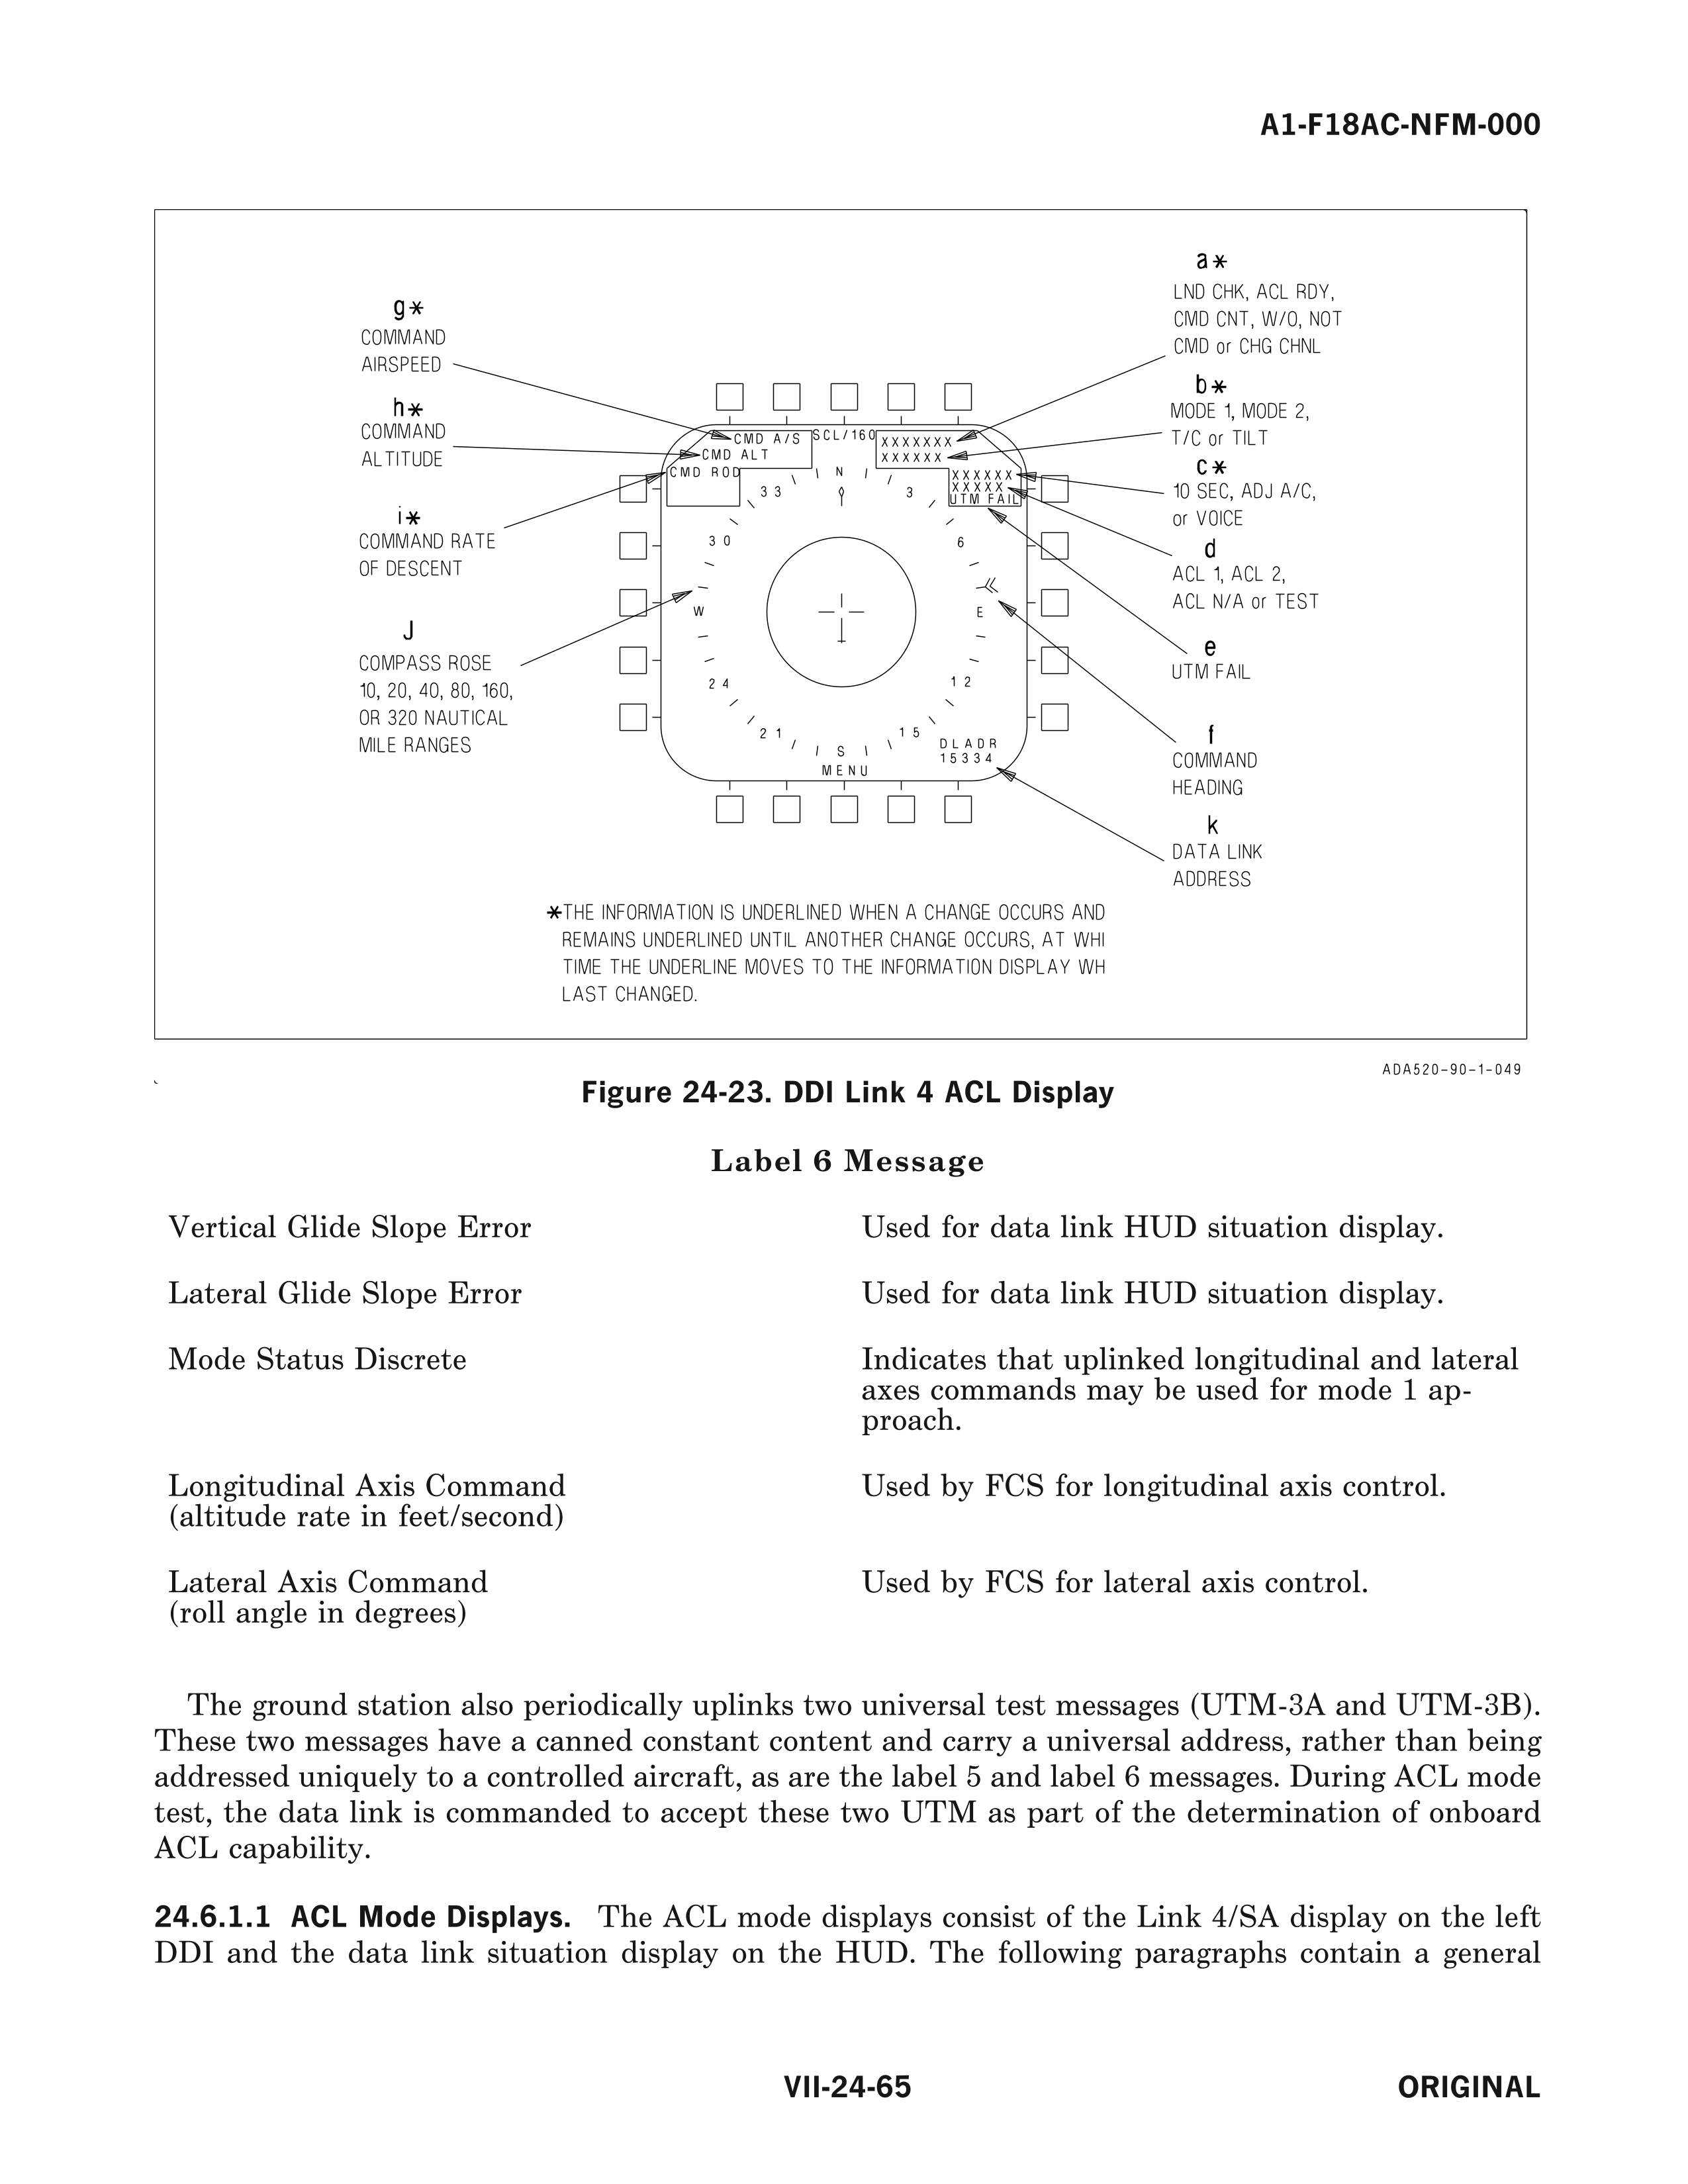 A1-F18AC-NFM-000
a*
LND CHK, ACL RDY,
CMD CNT, W/O, NOT
CMD or CHG CHNL
g*
COMMAND
AIRSPEED
b*
MODE 1, MODE 2,
T/C or TILT
h*
COMMAND
ALTITUDE
c*
10 SEC, ADJ A/C,
or VOICE
i*
COMMAND RATE
OF DESCENT
d
ACL 1, ACL 2,
ACL N/A or TEST
J
COMPASS ROSE
10, 20, 40, 80, 160,
OR 320 NAUTICAL
MILE RANGES
e
UTM FAIL
f
COMMAND
HEADING
k
DATA LINK
ADDRESS
CMD A/S SCL/160 XXXXXXX
CMD ALT XXXXXX
CMD ROD N XXXXXX
XXXXX
33 3 UTM FAIL
30 6
W E
24 12
21 15
S
DLADR
15334
MENU
*THE INFORMATION IS UNDERLINED WHEN A CHANGE OCCURS AND
REMAINS UNDERLINED UNTIL ANOTHER CHANGE OCCURS, AT WHI
TIME THE UNDERLINE MOVES TO THE INFORMATION DISPLAY WH
LAST CHANGED.
ADA520-90-1-049
Figure 24-23. DDI Link 4 ACL Display
Label 6 Message
Vertical Glide Slope Error Used for data link HUD situation display.
Lateral Glide Slope Error Used for data link HUD situation display.
Mode Status Discrete Indicates that uplinked longitudinal and lateral
axes commands may be used for mode 1 ap-
proach.
Longitudinal Axis Command Used by FCS for longitudinal axis control.
(altitude rate in feet/second)
Lateral Axis Command Used by FCS for lateral axis control.
(roll angle in degrees)
The ground station also periodically uplinks two universal test messages (UTM-3A and UTM-3B).
These two messages have a canned constant content and carry a universal address, rather than being
addressed uniquely to a controlled aircraft, as are the label 5 and label 6 messages. During ACL mode
test, the data link is commanded to accept these two UTM as part of the determination of onboard
ACL capability.
24.6.1.1 ACL Mode Displays. The ACL mode displays consist of the Link 4/SA display on the left
DDI and the data link situation display on the HUD. The following paragraphs contain a general
VII-24-65
ORIGINAL